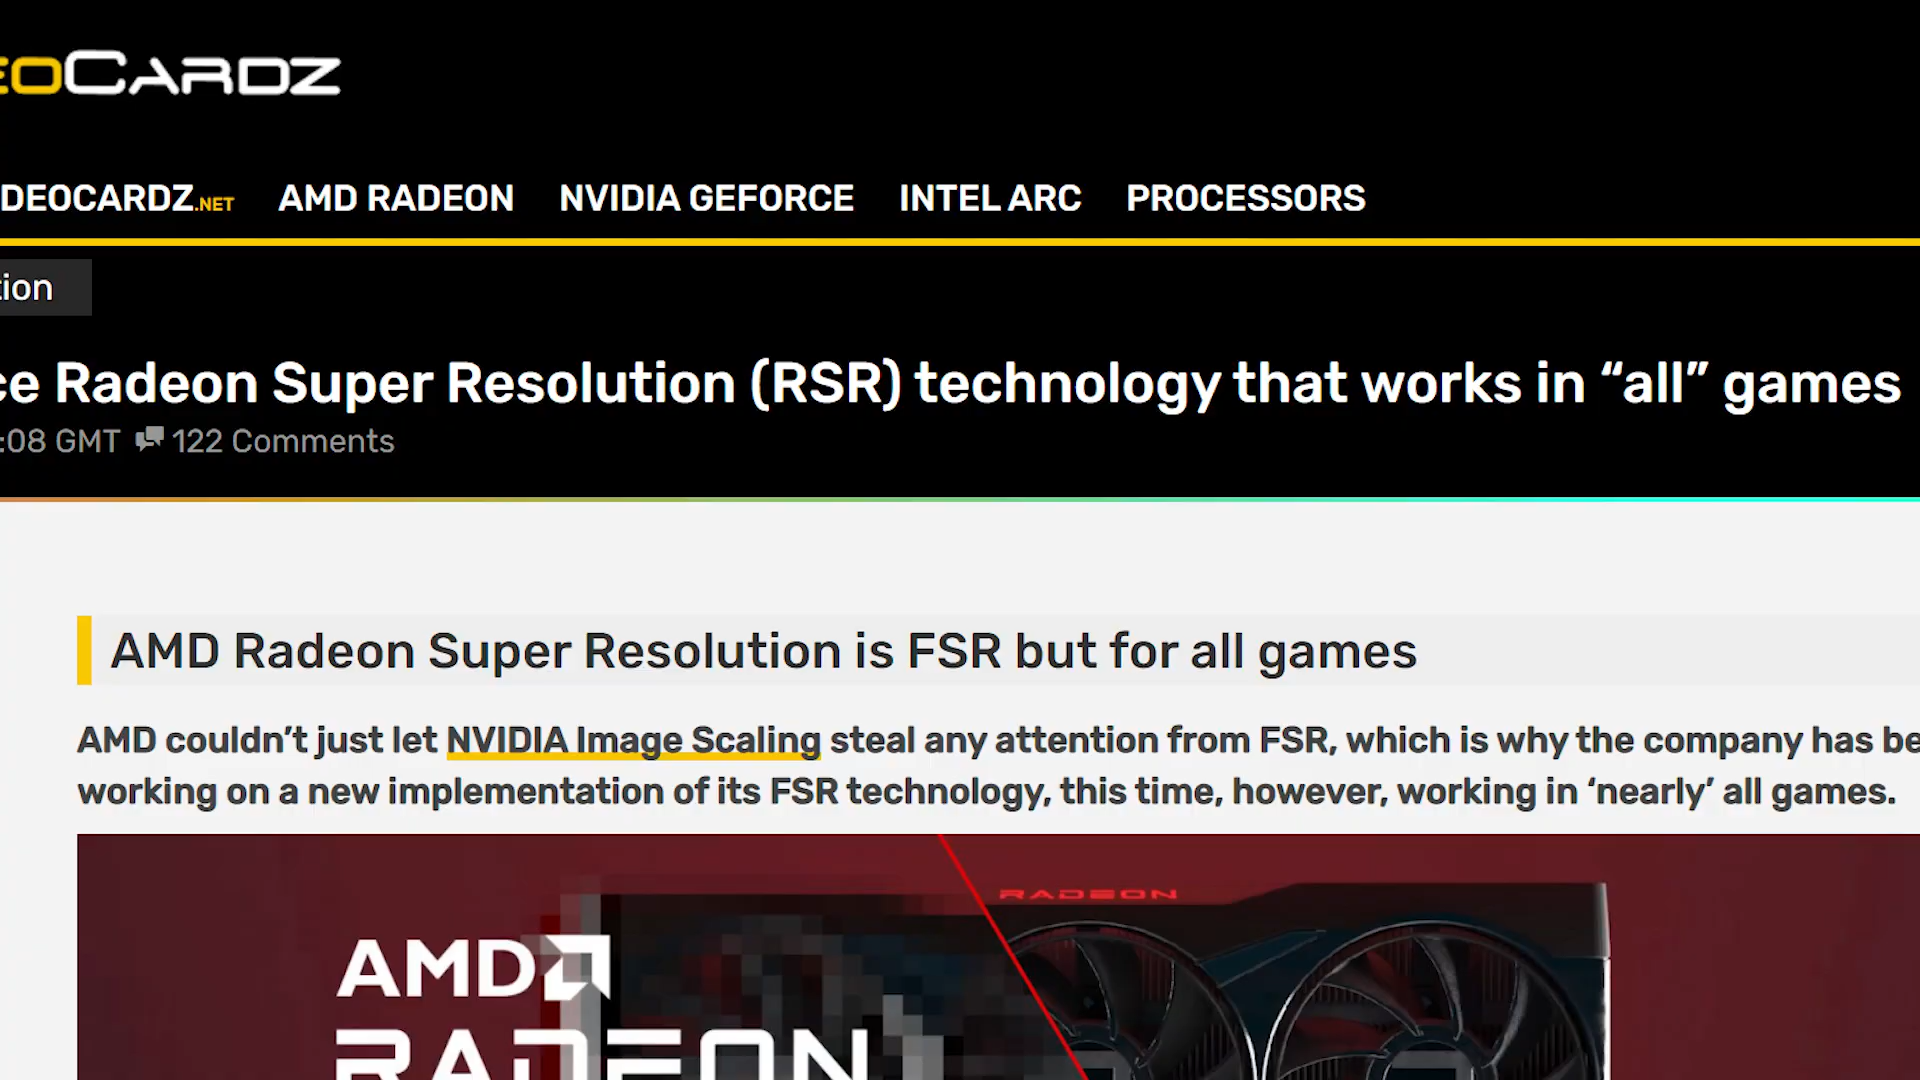 EOCARDZ
DEOCARDZ.NET AMD RADEON NVIDIA GEFORCE INTEL ARC PROCESSORS
tion
ce Radeon Super Resolution (RSR) technology that works in “all” games
:08 GMT 122 Comments
AMD Radeon Super Resolution is FSR but for all games
AMD couldn’t just let NVIDIA Image Scaling steal any attention from FSR, which is why the company has be
working on a new implementation of its FSR technology, this time, however, working in ‘nearly’ all games.
RADEON
AMD
RADEON